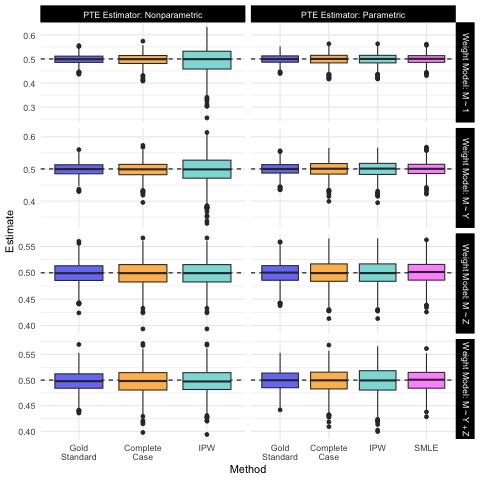 PTE Estimator: Nonparametric
PTE Estimator: Parametric
0.6
0.5
0.4
0.3
Weight Model: M ~ 1
0.6
0.5
0.4
Weight Model: M ~ Y
0.55
0.50
0.45
0.40
Weight Model: M ~ Z
0.55
0.50
0.45
0.40
Weight Model: M ~ Y + Z
Estimate
Gold
Standard
Complete
Case
IPW
Gold
Standard
Complete
Case
IPW
SMLE
Method